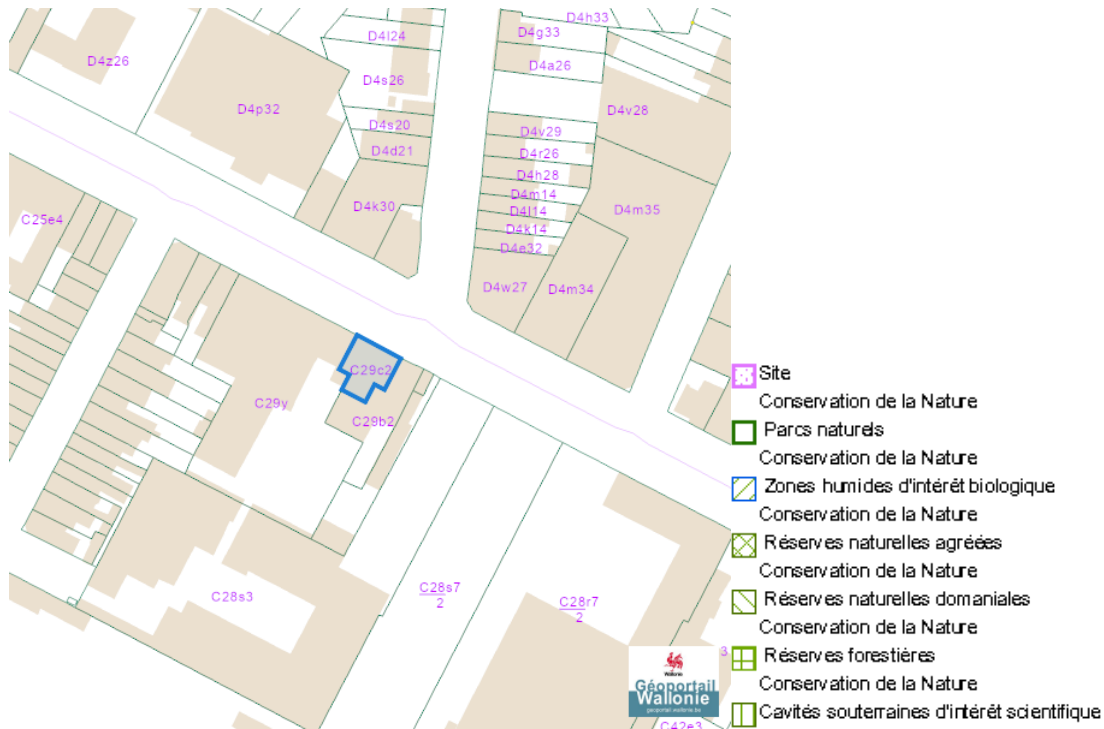 D4h33
D4l24
D4g33
D4z26
D4a26
D4s26
D4p32
D4v28
D4s20
D4v29
D4d21
D4r26
D4h28
D4m14
D4k30
D4l14
D4m35
C25e4
D4k14
D4e32
D4w27
D4m34
C29c2
C29y
C29b2
C28s7
2
C28r7
2
C28s3
3
C42e3
Wallonie
Géoportail
Wallonie
geoportail.wallonie.be
Site
Conservation de la Nature
Parcs naturels
Conservation de la Nature
Zones humides d'intérêt biologique
Conservation de la Nature
Réserves naturelles agréées
Conservation de la Nature
Réserves naturelles domaniales
Conservation de la Nature
Réserves forestières
Conservation de la Nature
Cavités souterraines d'intérêt scientifique